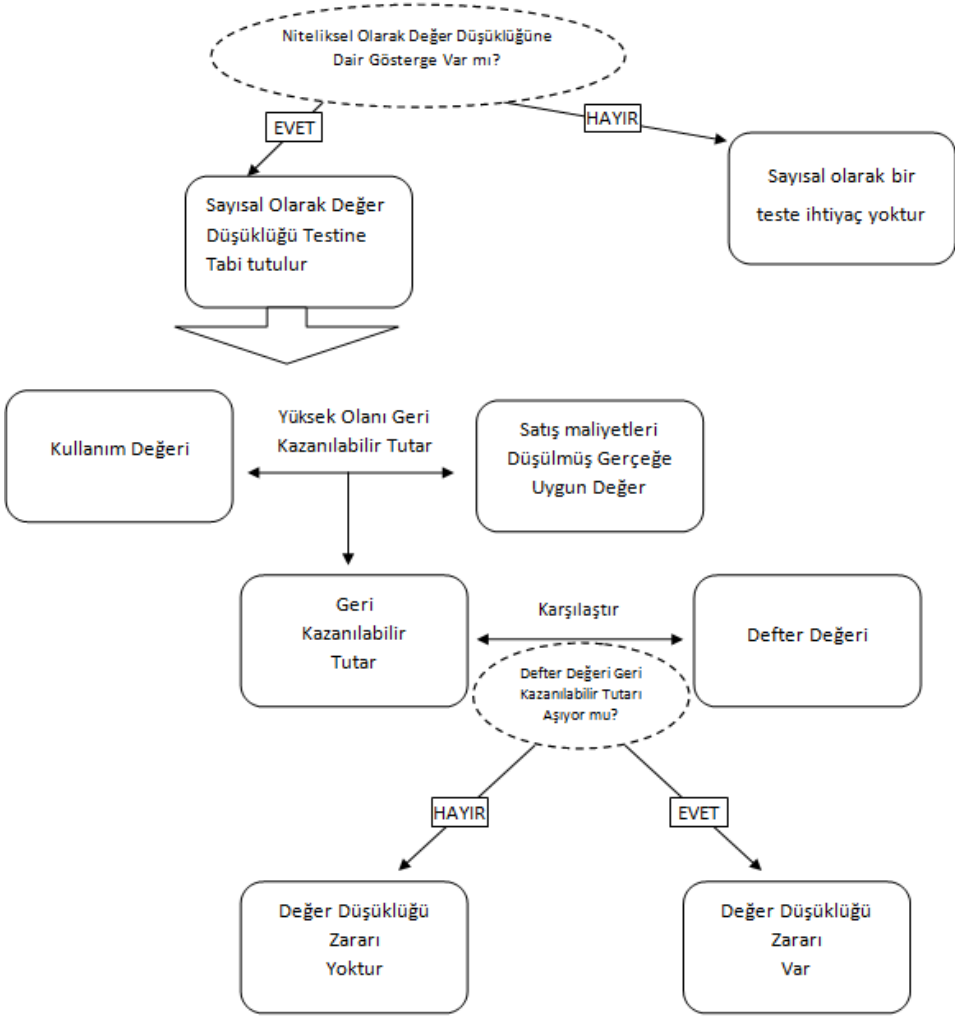 Niteliksel Olarak Değer Düşüklüğüne
Dair Gösterge Var mı?
EVET
HAYIR
Sayısal olarak bir
teste ihtiyaç yoktur
Sayısal Olarak Değer
Düşüklüğü Testine
Tabi tutulur
Kullanım Değeri
Yüksek Olanı Geri
Kazanılabilir Tutar
Satış maliyetleri
Düşülmüş Gerçeğe
Uygun Değer
Geri
Kazanılabilir
Tutar
Karşılaştır
Defter Değeri
Defter Değeri Geri
Kazanılabilir Tutarı
Aşıyor mu?
HAYIR
EVET
Değer Düşüklüğü
Zararı
Yoktur
Değer Düşüklüğü
Zararı
Var